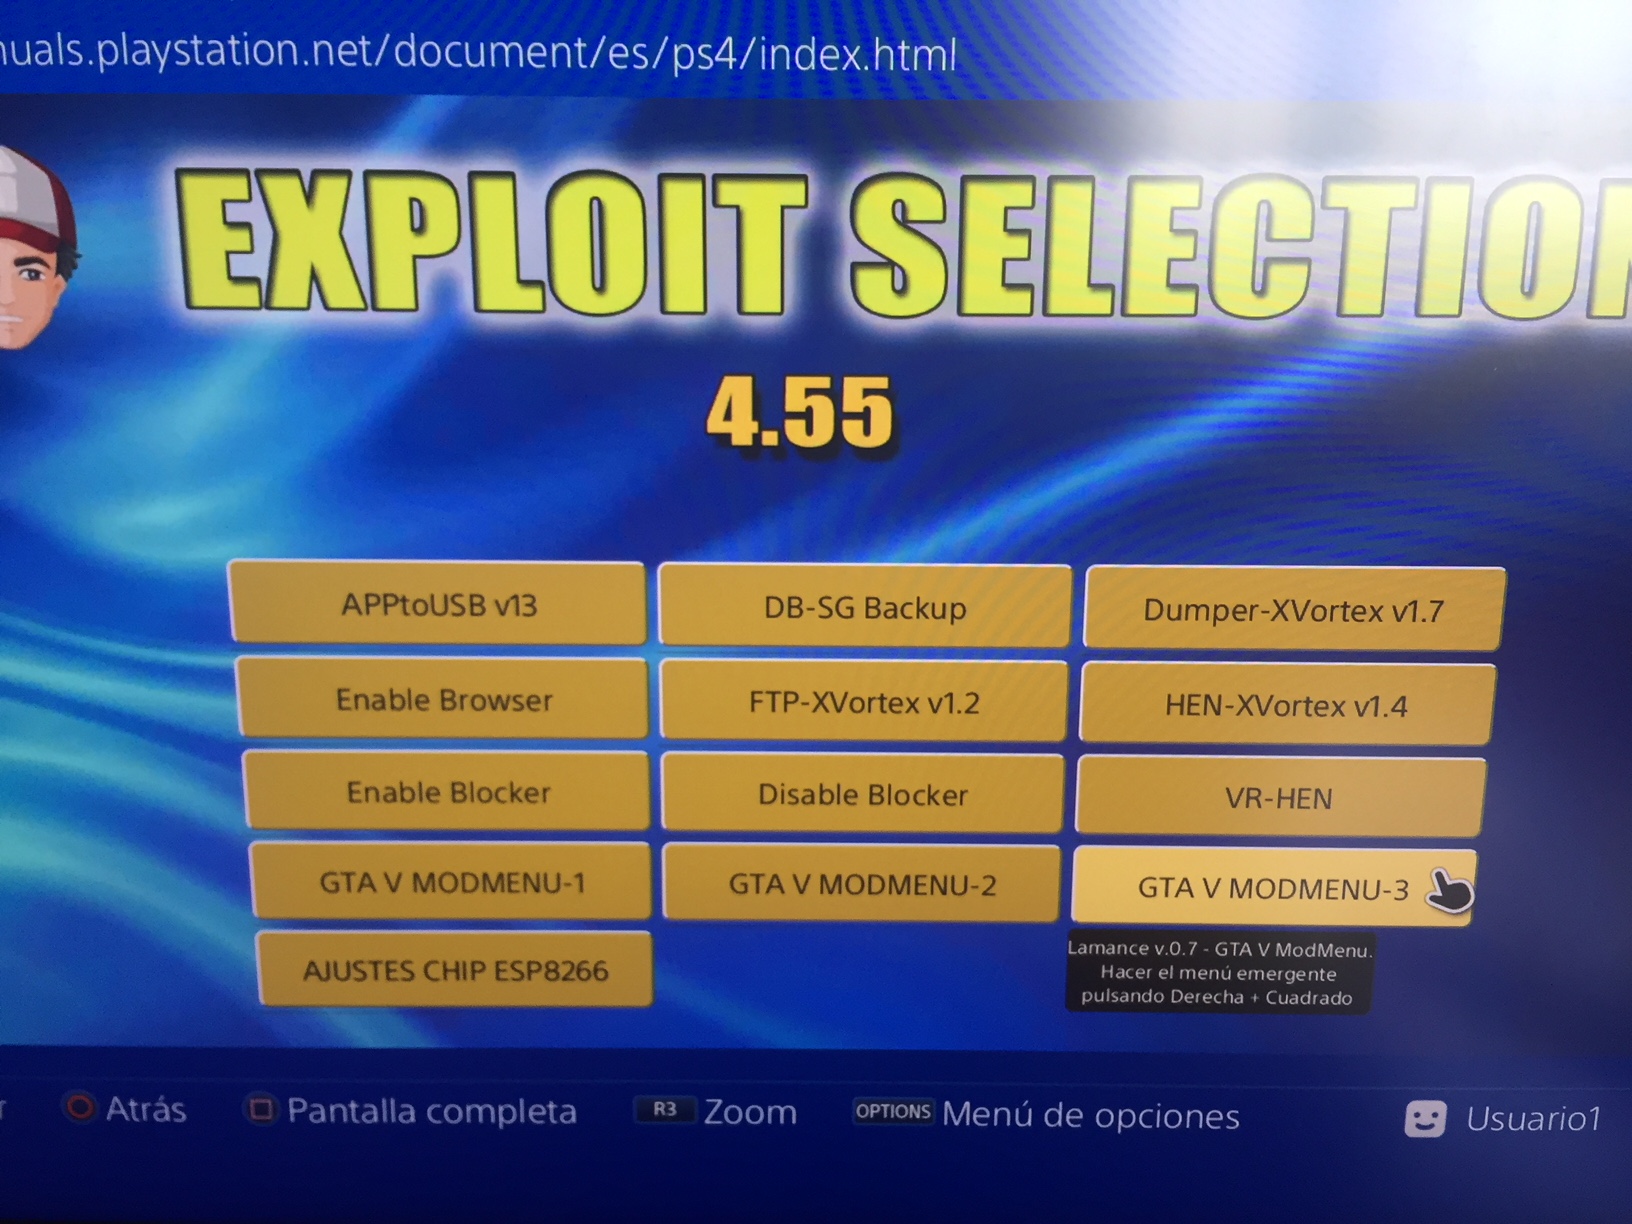 nuals.playstation.net/document/es/ps4/index.html
EXPLOIT SELECTION
4.55
APPtoUSB v13
DB-SG Backup
Dumper-XVortex v1.7
Enable Browser
FTP-XVortex v1.2
HEN-XVortex v1.4
Enable Blocker
Disable Blocker
VR-HEN
GTA V MODMENU-1
GTA V MODMENU-2
GTA V MODMENU-3
AJUSTES CHIP ESP8266
Lamance v.0.7 - GTA V ModMenu.
Hacer el menú emergente
pulsando Derecha + Cuadrado
r
Atrás
Pantalla completa
R3 Zoom
OPTIONS Menú de opciones
Usuario1